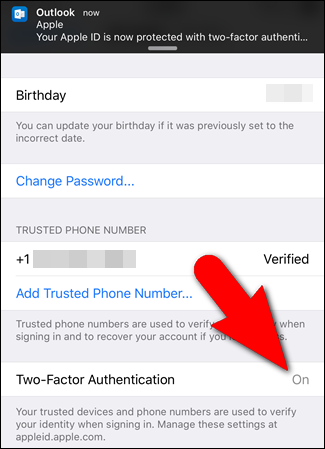 Outlook now
Apple
Your Apple ID is now protected with two-factor authenti...
Birthday
You can update your birthday if it was previously set to the
incorrect date.
Change Password...
TRUSTED PHONE NUMBER
+1 Verified
Add Trusted Phone Number...
Trusted phone numbers are used to verify when
signing in and to recover your account if you
Two-Factor Authentication On
Your trusted devices and phone numbers are used to verify
your identity when signing in. Manage these settings at
appleid.apple.com.